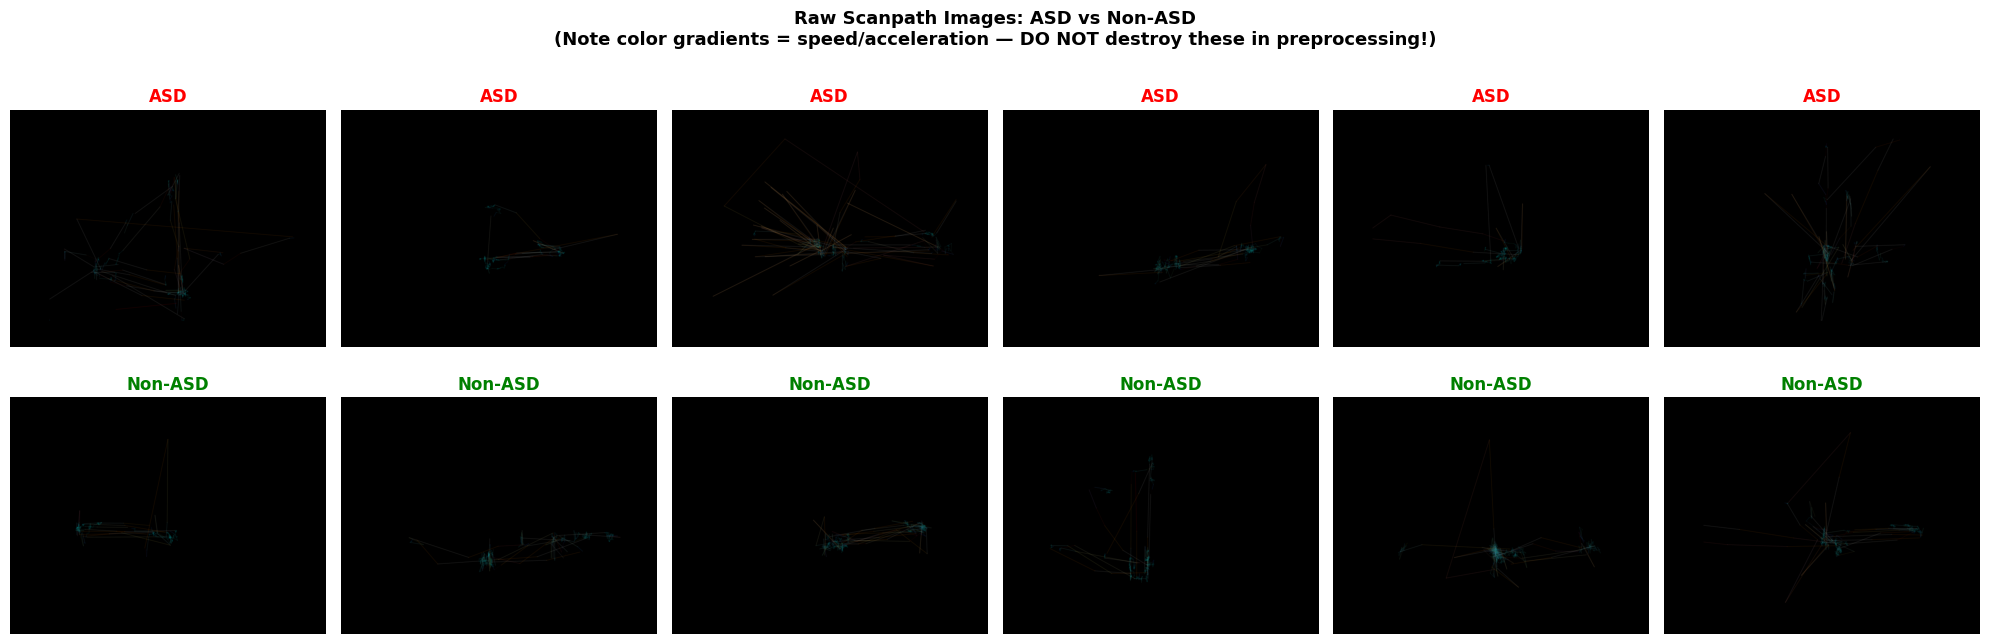 Raw Scanpath Images: ASD vs Non-ASD
(Note color gradients = speed/acceleration — DO NOT destroy these in preprocessing!)
ASD ASD ASD ASD ASD ASD
Non-ASD Non-ASD Non-ASD Non-ASD Non-ASD Non-ASD